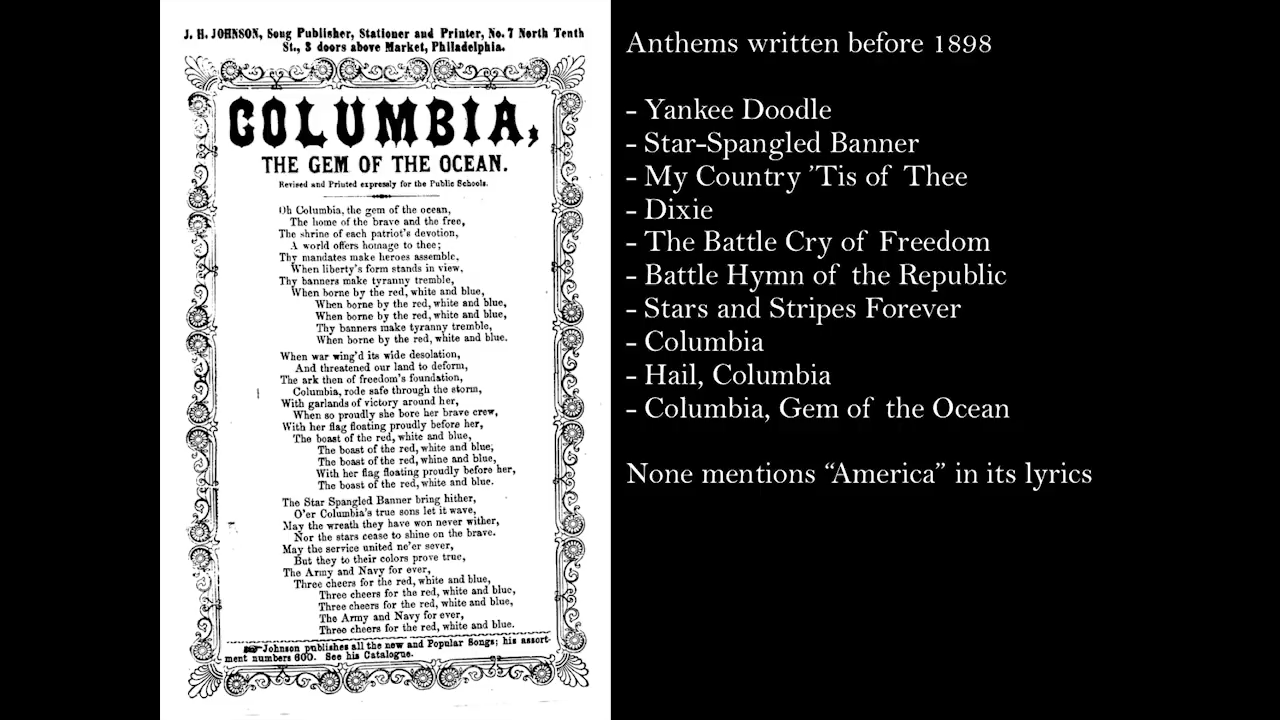 J. H. JOHNSON, Song Publisher, Stationer and Printer, No. 7 North Tenth
St., 3 doors above Market, Philadelphia.
COLUMBIA,
THE GEM OF THE OCEAN.
Revised and Printed expressly for the Public Schools.
Oh Columbia, the gem of the ocean,
The home of the brave and the free,
The shrine of each patriot's devotion,
A world offers homage to thee;
Thy mandates make heroes assemble,
When liberty's form stands in view,
Thy banners make tyranny tremble,
When borne by the red, white and blue,
When borne by the red, white and blue,
When borne by the red, white and blue,
Thy banners make tyranny tremble,
When borne by the red, white and blue.
When war wing'd its wide desolation,
And threatened our land to deform,
The ark then of freedom's foundation,
Columbia, rode safe through the storm,
With garlands of victory around her,
When so proudly she bore her brave crew,
With her flag floating proudly before her,
The boast of the red, white and blue,
The boast of the red, white and blue,
The boast of the red, whine and blue,
With her flag floating proudly before her,
The boast of the red, white and blue.
The Star Spangled Banner bring hither,
O'er Columbia's true sons let it wave,
May the wreath they have won never wither,
Nor the stars cease to shine on the brave.
May the service united ne'er sever,
But they to their colors prove true,
The Army and Navy for ever,
Three cheers for the red, white and blue,
Three cheers for the red, white and blue,
Three cheers for the red, white and blue,
The Army and Navy for ever,
Three cheers for the red, white and blue.
Johnson publishes all the new and Popular Songs; his assort-
ment numbers 600. See his Catalogue.
Anthems written before 1898
- Yankee Doodle
- Star-Spangled Banner
- My Country 'Tis of Thee
- Dixie
- The Battle Cry of Freedom
- Battle Hymn of the Republic
- Stars and Stripes Forever
- Columbia
- Hail, Columbia
- Columbia, Gem of the Ocean
None mentions “America” in its lyrics